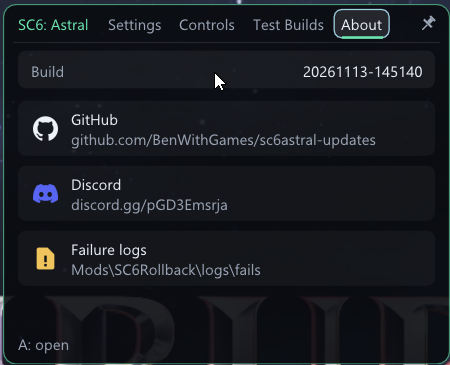 SC6: Astral Settings Controls Test Builds About
Build 20261113-145140
GitHub
github.com/BenWithGames/sc6astral-updates
Discord
discord.gg/pGD3Emsrja
Failure logs
Mods\SC6Rollback\logs\fails
A: open